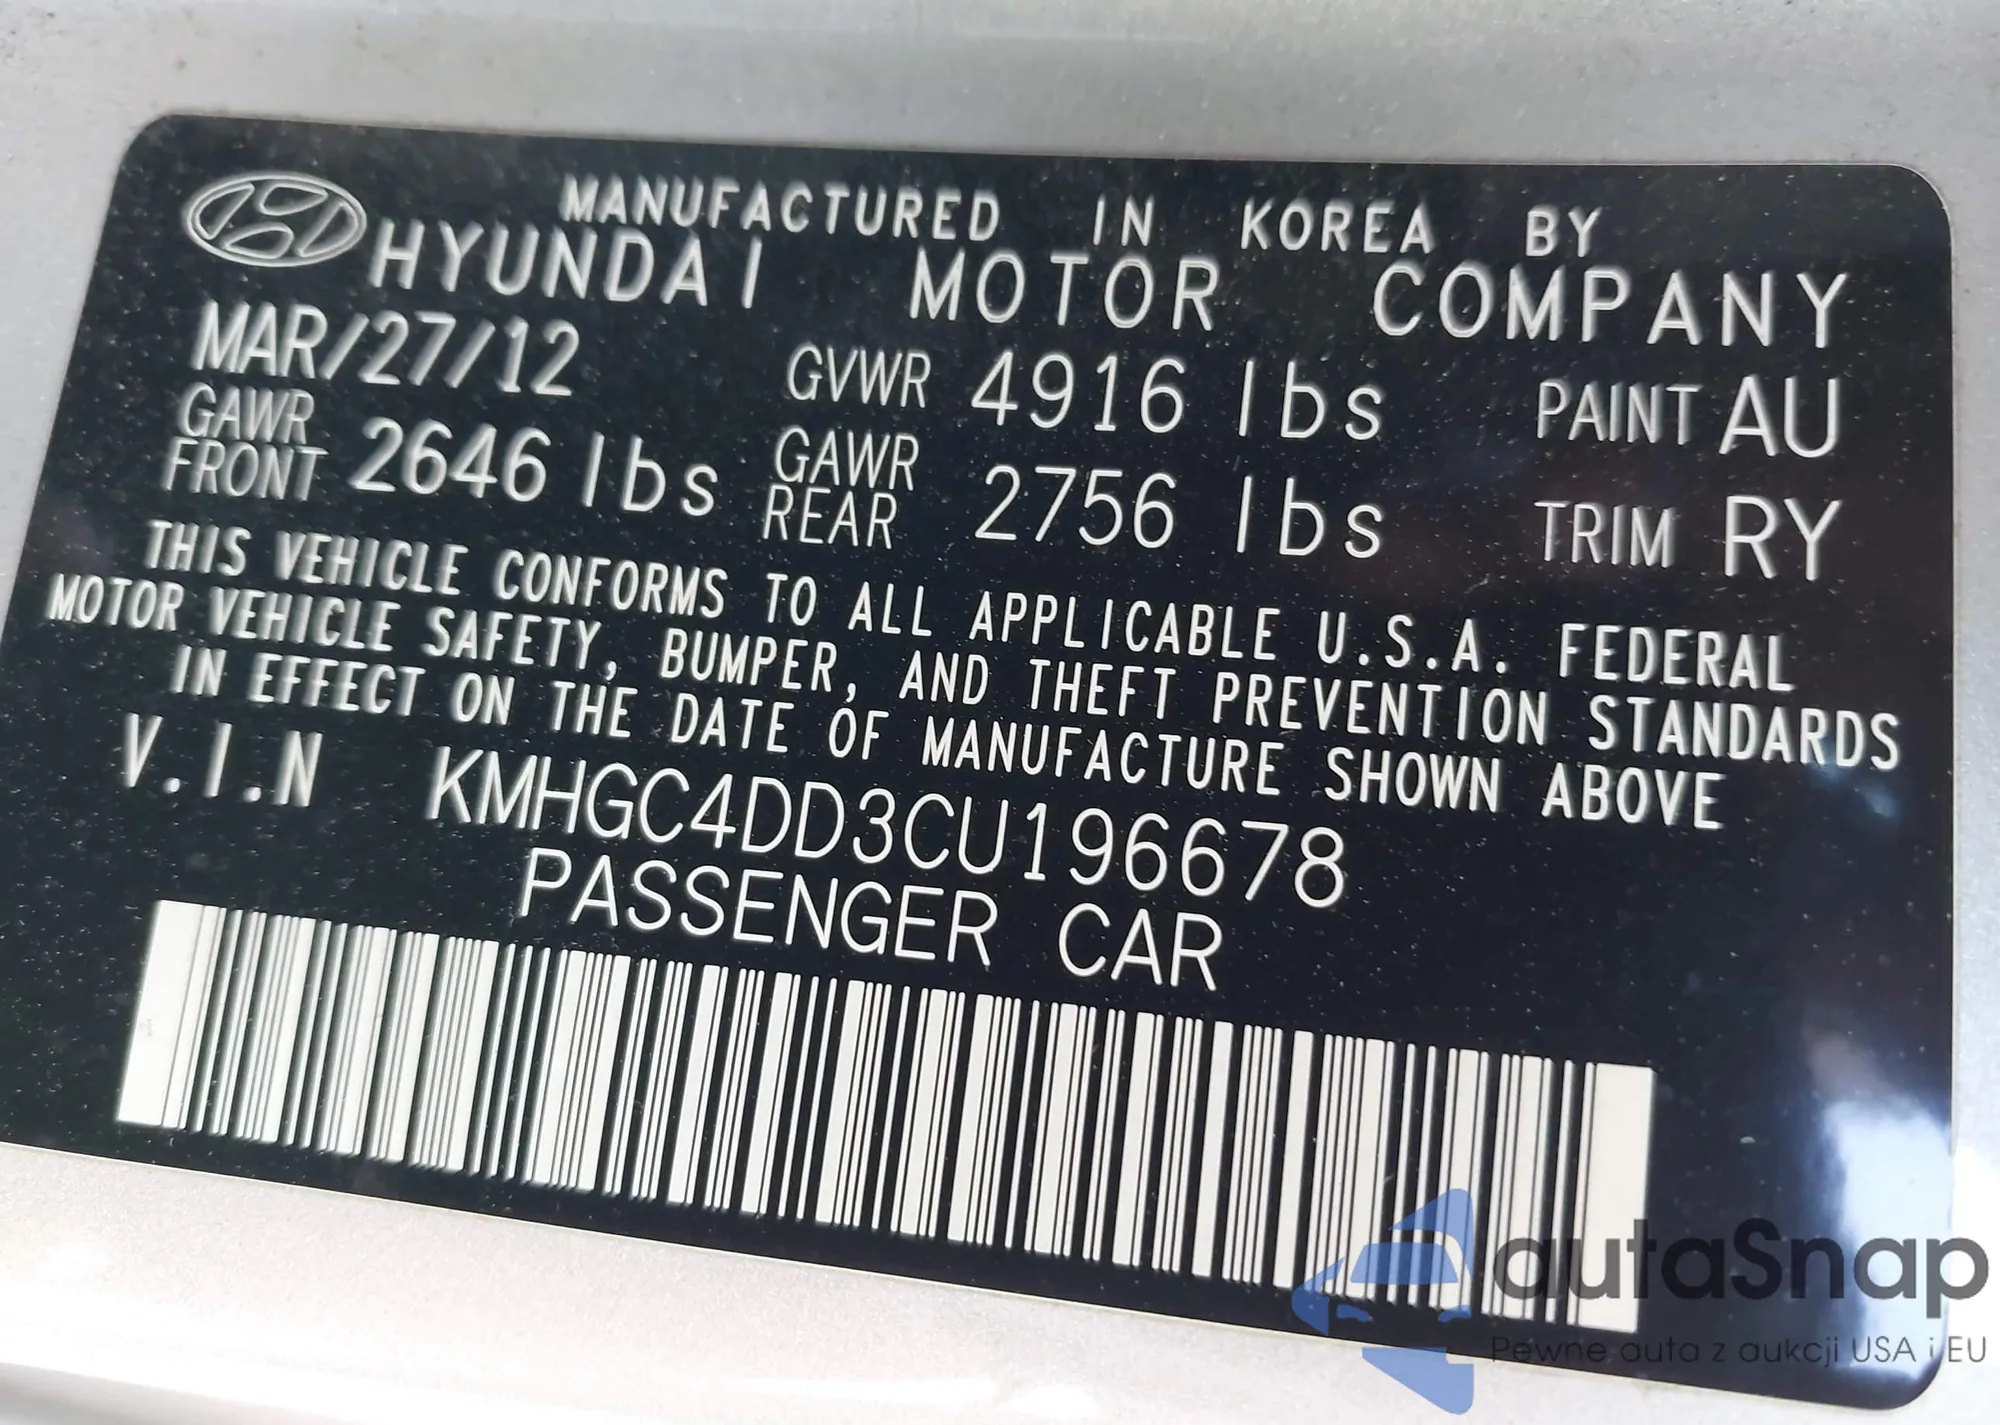 MANUFACTURED IN KOREA BY
HYUNDAI MOTOR COMPANY
MAR/27/12 GVWR 4916 lbs PAINT AU
GAWR FRONT 2646 lbs GAWR REAR 2756 lbs TRIM RY
THIS VEHICLE CONFORMS TO ALL APPLICABLE U.S.A. FEDERAL
MOTOR VEHICLE SAFETY, BUMPER, AND THEFT PREVENTION STANDARDS
IN EFFECT ON THE DATE OF MANUFACTURE SHOWN ABOVE
V.I.N KMHGC4DD3CU196678
PASSENGER CAR
autaSnap
Pewne auta z aukcji USA i EU